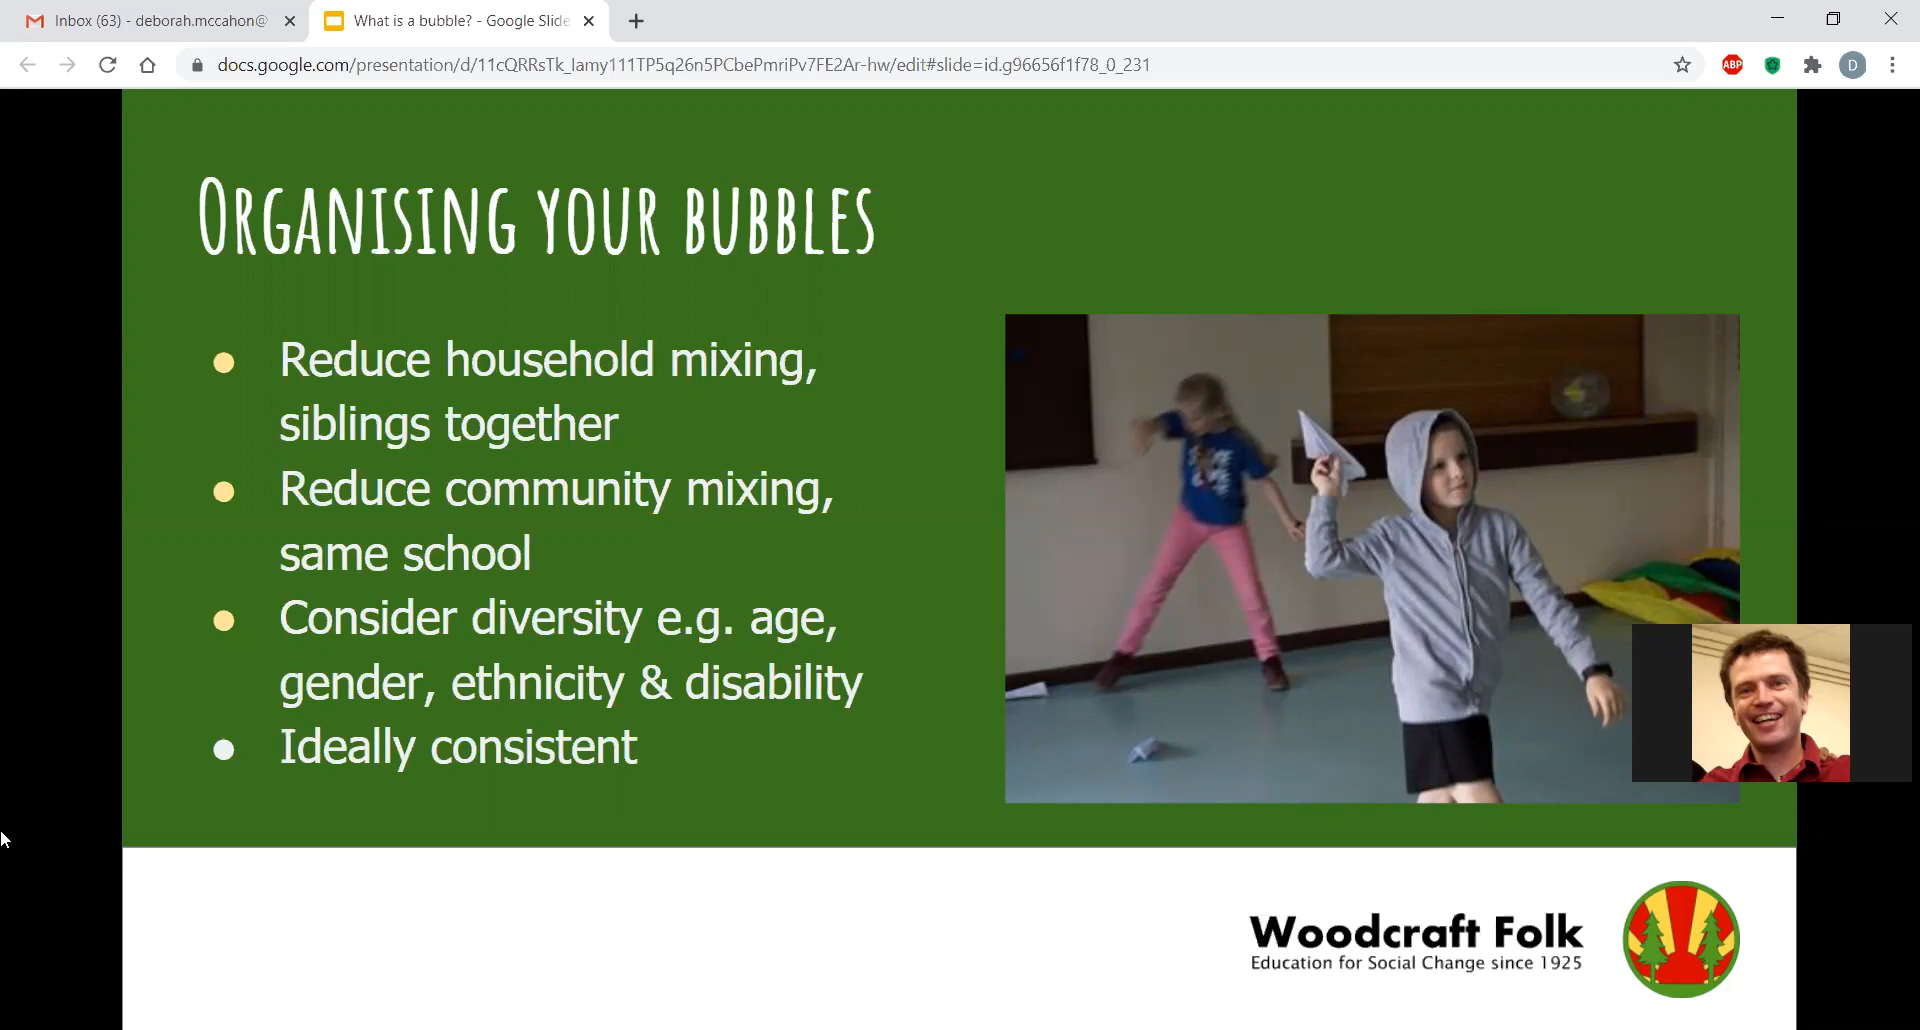 Inbox (63) - deborah.mccahon@
What is a bubble? - Google Slide
docs.google.com/presentation/d/11cQRRsTk_Iamy111TP5q26n5PCbePmriPv7FE2Ar-hw/edit#slide=id.g96656f1f78_0_231
ABP
D
ORGANISING YOUR BUBBLES
Reduce household mixing,
siblings together
Reduce community mixing,
same school
Consider diversity e.g. age,
gender, ethnicity & disability
Ideally consistent
Woodcraft Folk
Education for Social Change since 1925